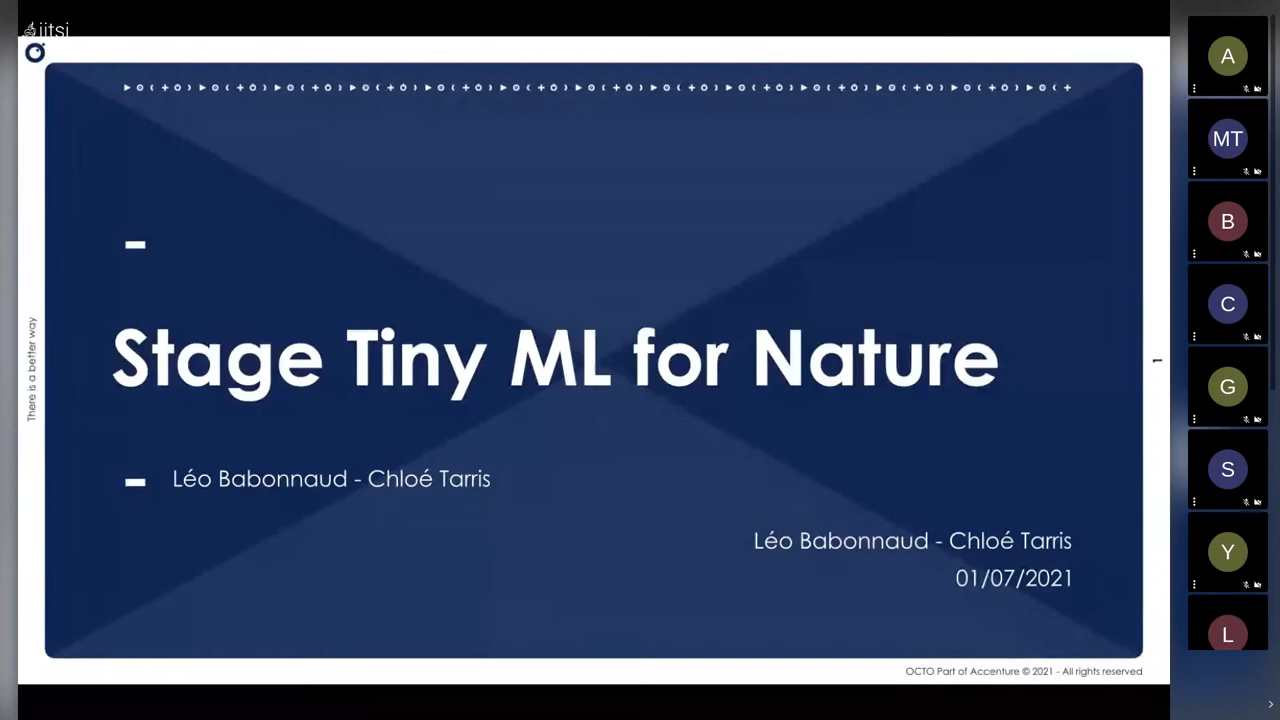 jitsi
There is a better way
Stage Tiny ML for Nature
Léo Babonnaud - Chloé Tarris
Léo Babonnaud - Chloé Tarris
01/07/2021
1
OCTO Part of Accenture © 2021 - All rights reserved
A
MT
B
C
G
S
Y
L